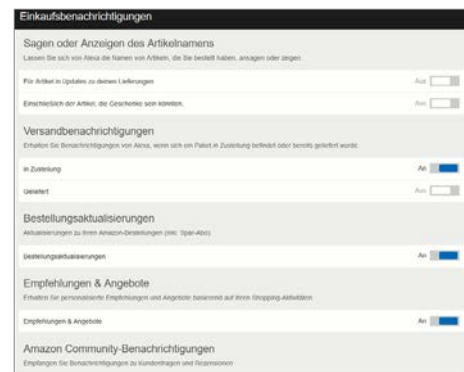 Einkaufsbenachrichtigungen
Sagen oder Anzeigen des Artikelnamens
Lassen Sie sich von Alexa die Namen von Artikeln, die Sie bestellt haben, ansagen oder zeigen.
Für Artikel in Updates zu deinen Lieferungen
Aus
Einschließlich der Artikel, die Geschenke sein könnten.
Aus
Versandbenachrichtigungen
Erhalten Sie Benachrichtigungen von Alexa, wenn sich ein Paket in Zustellung befindet oder bereits geliefert wurde.
In Zustellung
An
Geliefert
Aus
Bestellungsaktualisierungen
Aktualisierungen zu Ihren Amazon-Bestellungen (inkl. Spar-Abo).
Bestellungsaktualisierungen
An
Empfehlungen & Angebote
Erhalten Sie personalisierte Empfehlungen und Angebote basierend auf Ihren Shopping-Aktivitäten.
Empfehlungen & Angebote
An
Amazon Community-Benachrichtigungen
Empfangen Sie Benachrichtigungen zu Kundenfragen und Rezensionen